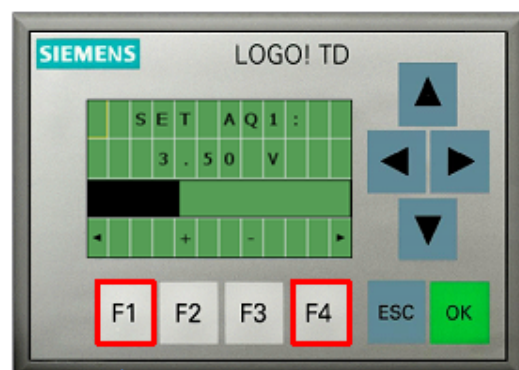 SIEMENS
LOGO! TD
SET AQ1:
3.50 V
+ -
F1 F2 F3 F4 ESC OK